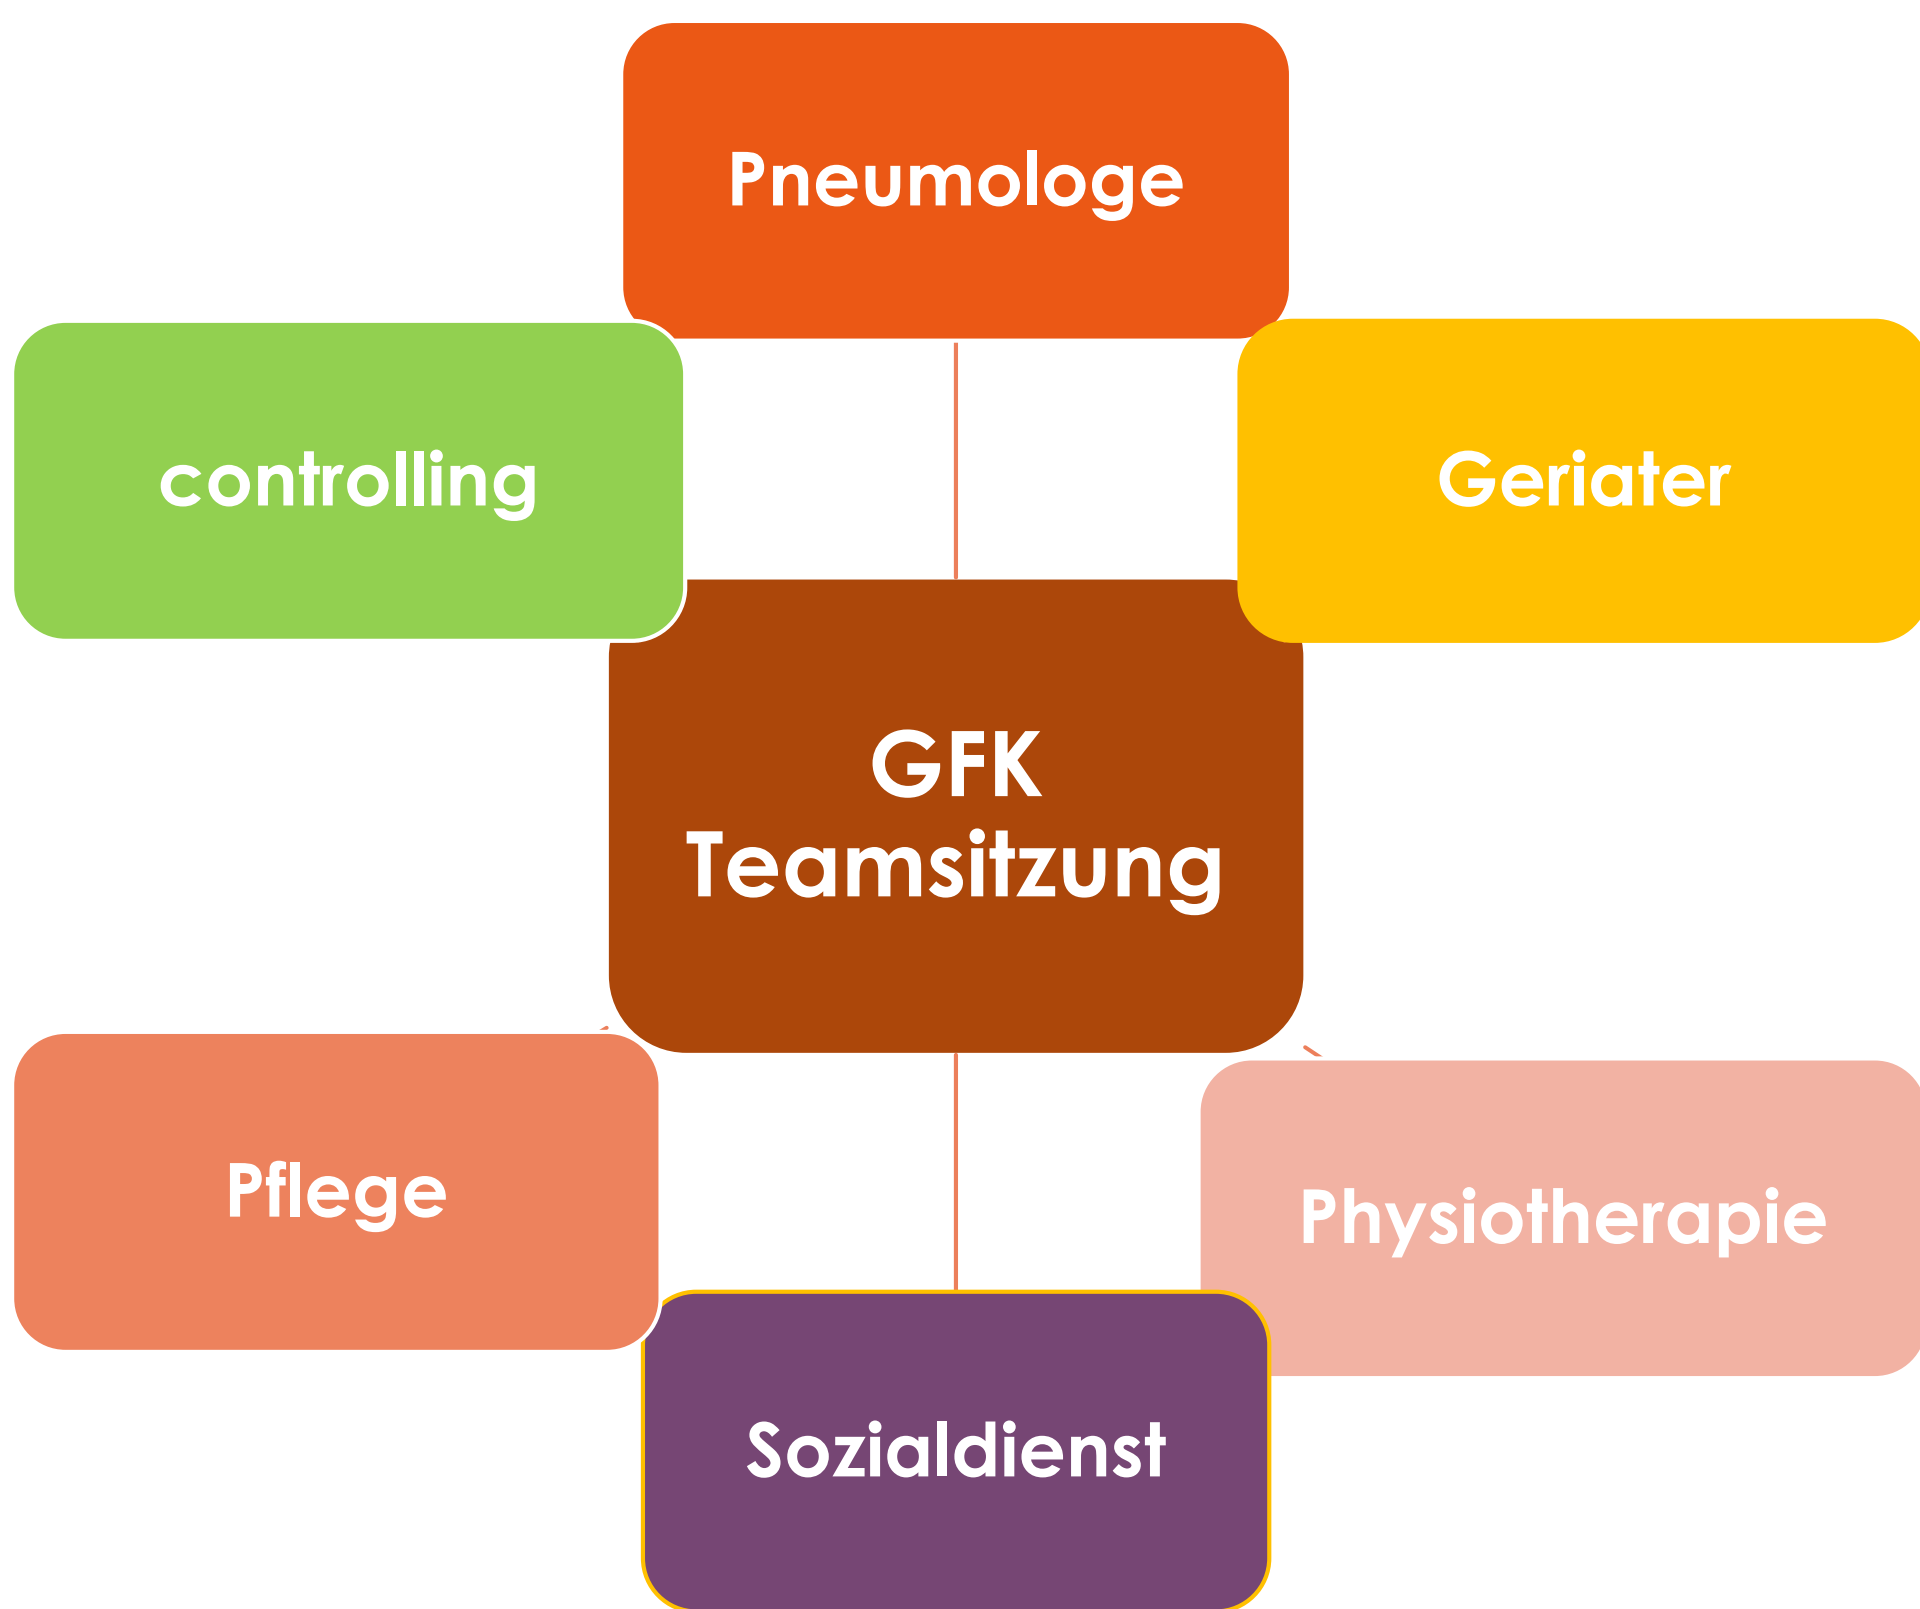 Pneumologe
controlling
Geriater
GFK
Teamsitzung
Pflege
Physiotherapie
Sozialdienst